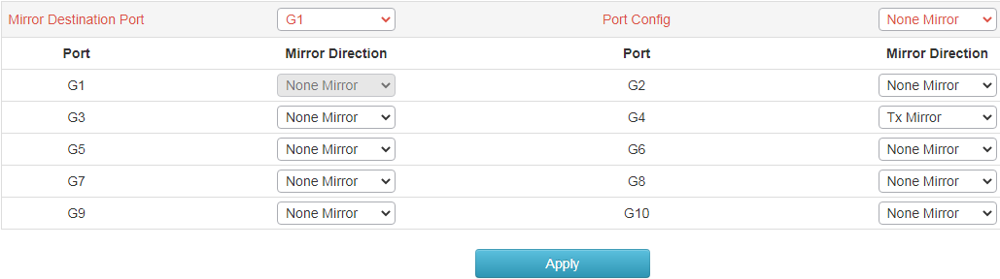 Mirror Destination Port G1 Port Config None Mirror
Port Mirror Direction Port Mirror Direction
G1 None Mirror G2 None Mirror
G3 None Mirror G4 Tx Mirror
G5 None Mirror G6 None Mirror
G7 None Mirror G8 None Mirror
G9 None Mirror G10 None Mirror
Apply